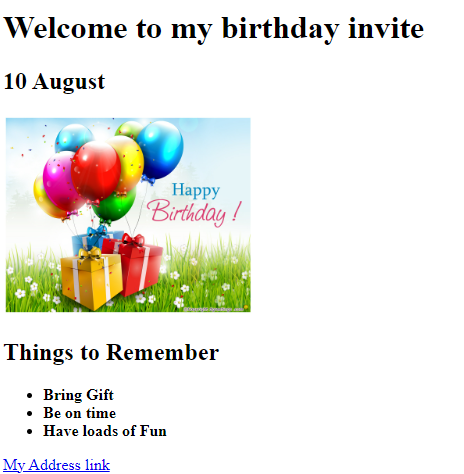 Welcome to my birthday invite
10 August
Happy
Birthday !
Things to Remember
Bring Gift
Be on time
Have loads of Fun
My Address link